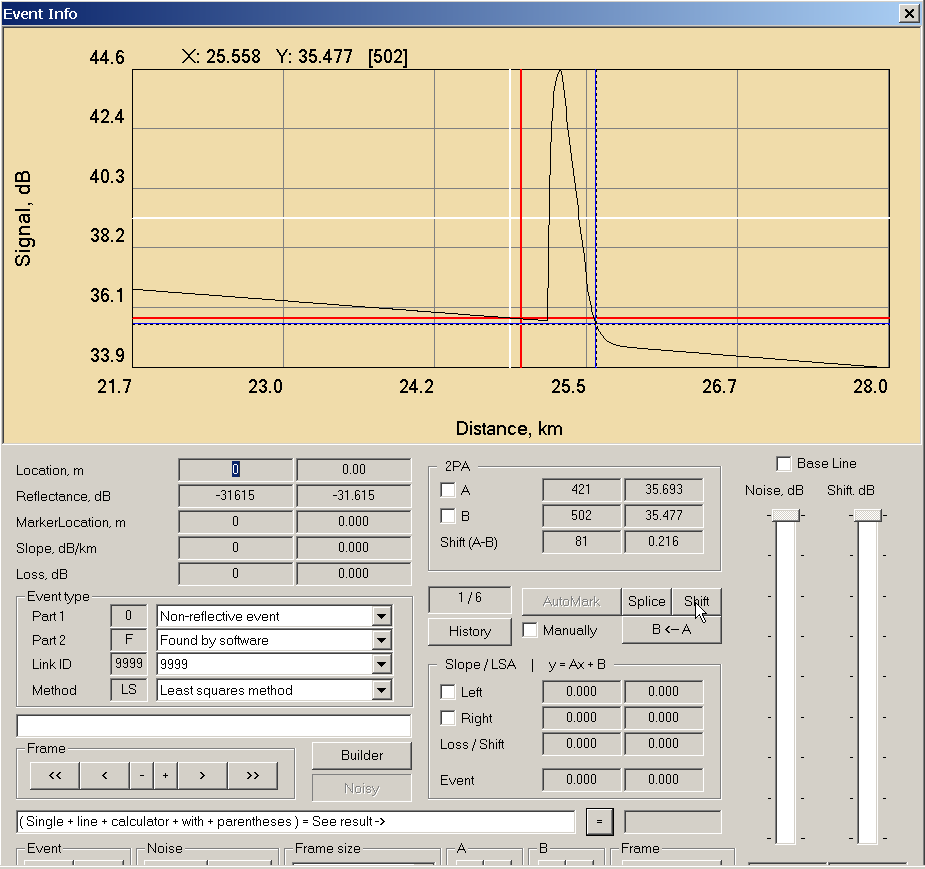 Event Info
X: 25.558 Y: 35.477 [502]
44.6
42.4
40.3
38.2
36.1
33.9
Signal, dB
21.7 23.0 24.2 25.5 26.7 28.0
Distance, km
Location, m 0 0.00
Reflectance, dB -31615 -31.615
MarkerLocation, m 0 0.000
Slope, dB/km 0 0.000
Loss, dB 0 0.000
Event type
Part 1 0 Non-reflective event
Part 2 F Found by software
Link ID 9999 9999
Method LS Least squares method
Frame
<< < - + > >>
Builder
Noisy
2PA
A 421 35.693
B 502 35.477
Shift (A-B) 81 0.216
1 / 6 AutoMark Splice Shift
History Manually B <-- A
Slope / LSA | y = Ax + B
Left 0.000 0.000
Right 0.000 0.000
Loss / Shift 0.000 0.000
Event 0.000 0.000
Base Line
Noise, dB Shift. dB
( Single + line + calculator + with + parentheses ) = See result ->
=
Event Noise Frame size A B Frame